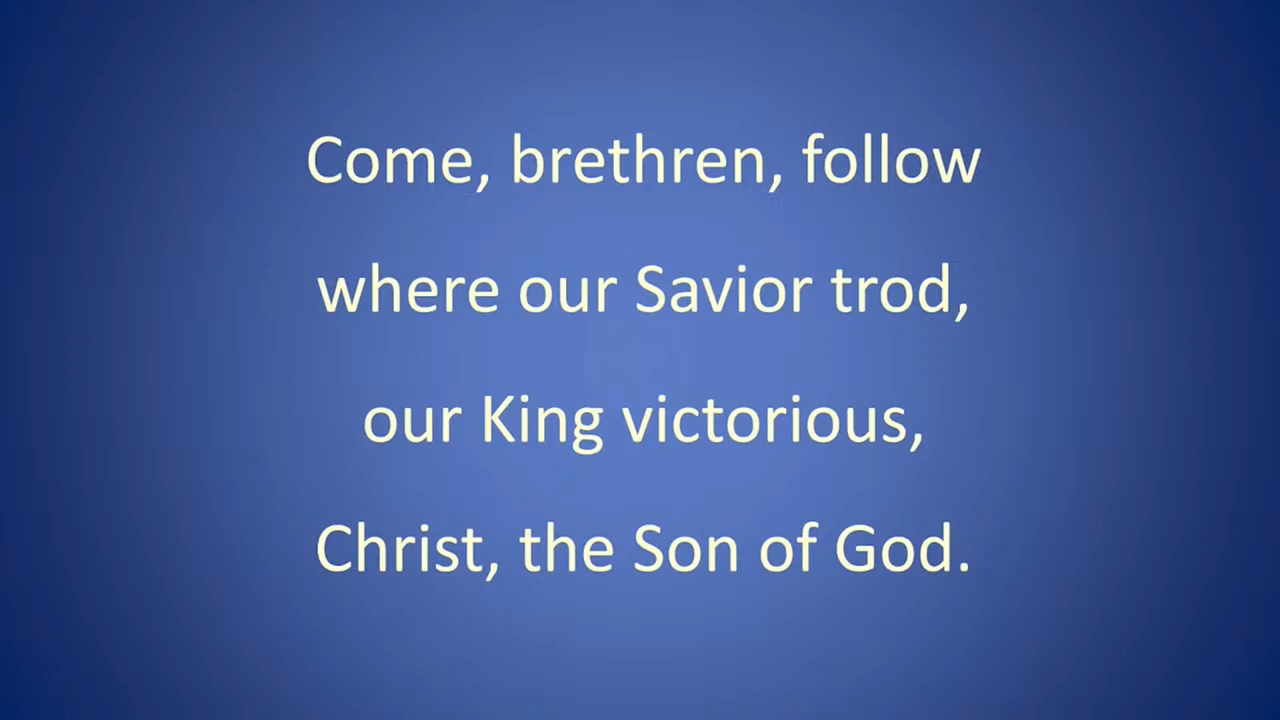 Come, brethren, follow
where our Savior trod,
our King victorious,
Christ, the Son of God.